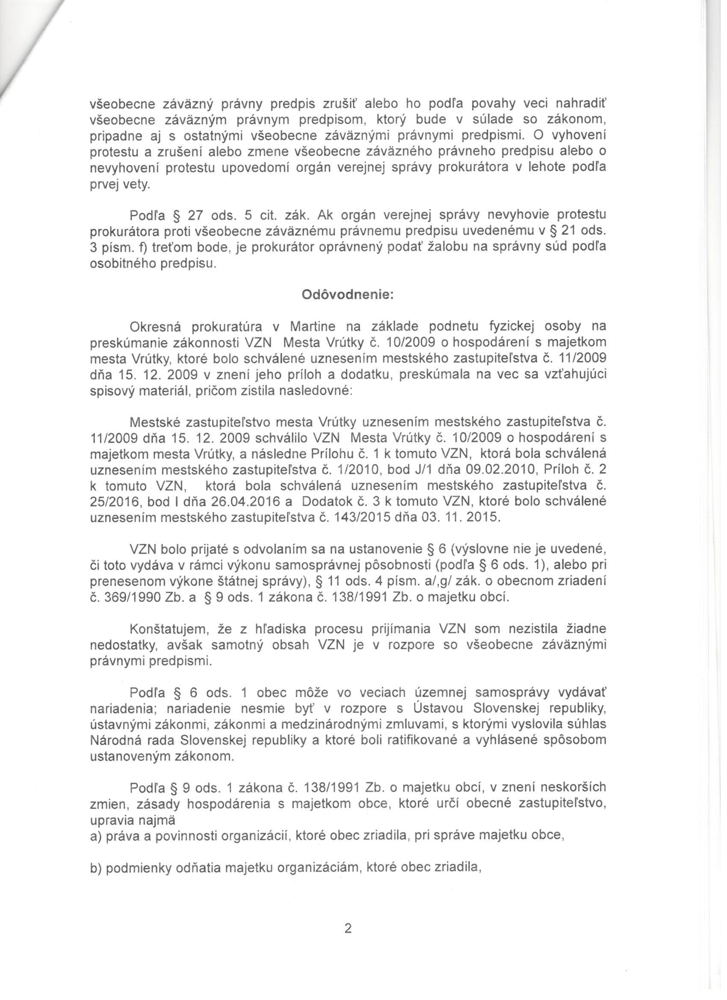 všeobecne záväzný právny predpis zrušiť alebo ho podľa povahy veci nahradiť
všeobecne záväzným právnym predpisom, ktorý bude v súlade so zákonom,
pripadne aj s ostatnými všeobecne záväznými právnymi predpismi. O vyhovení
protestu a zrušení alebo zmene všeobecne záväzného právneho predpisu alebo o
nevyhovení protestu upovedomí orgán verejnej správy prokurátora v lehote podľa
prvej vety.
Podľa § 27 ods. 5 cit. zák. Ak orgán verejnej správy nevyhovie protestu
prokurátora proti všeobecne záväznému právnemu predpisu uvedenému v § 21 ods.
3 písm. f) treťom bode, je prokurátor oprávnený podať žalobu na správny súd podľa
osobitného predpisu.
Odôvodnenie:
Okresná prokuratúra v Martine na základe podnetu fyzickej osoby na
preskúmanie zákonnosti VZN Mesta Vrútky č. 10/2009 o hospodárení s majetkom
mesta Vrútky, ktoré bolo schválené uznesením mestského zastupiteľstva č. 11/2009
dňa 15. 12. 2009 v znení jeho príloh a dodatku, preskúmala na vec sa vzťahujúci
spisový materiál, pričom zistila nasledovné:
Mestské zastupiteľstvo mesta Vrútky uznesením mestského zastupiteľstva č.
11/2009 dňa 15. 12. 2009 schválilo VZN Mesta Vrútky č. 10/2009 o hospodárení s
majetkom mesta Vrútky, a následne Prílohu č. 1 k tomuto VZN, ktorá bola schválená
uznesením mestského zastupiteľstva č. 1/2010, bod J/1 dňa 09.02.2010, Príloh č. 2
k tomuto VZN, ktorá bola schválená uznesením mestského zastupiteľstva č.
25/2016, bod I dňa 26.04.2016 a Dodatok č. 3 k tomuto VZN, ktoré bolo schválené
uznesením mestského zastupiteľstva č. 143/2015 dňa 03. 11. 2015.
VZN bolo prijaté s odvolaním sa na ustanovenie § 6 (výslovne nie je uvedené,
či toto vydáva v rámci výkonu samosprávnej pôsobnosti (podľa § 6 ods. 1), alebo pri
prenesenom výkone štátnej správy), § 11 ods. 4 písm. a/,g/ zák. o obecnom zriadení
č. 369/1990 Zb. a § 9 ods. 1 zákona č. 138/1991 Zb. o majetku obcí.
Konštatujem, že z hľadiska procesu prijímania VZN som nezistila žiadne
nedostatky, avšak samotný obsah VZN je v rozpore so všeobecne záväznými
právnymi predpismi.
Podľa § 6 ods. 1 obec môže vo veciach územnej samosprávy vydávať
nariadenia; nariadenie nesmie byť v rozpore s Ústavou Slovenskej republiky,
ústavnými zákonmi, zákonmi a medzinárodnými zmluvami, s ktorými vyslovila súhlas
Národná rada Slovenskej republiky a ktoré boli ratifikované a vyhlásené spôsobom
ustanoveným zákonom.
Podľa § 9 ods. 1 zákona č. 138/1991 Zb. o majetku obcí, v znení neskorších
zmien, zásady hospodárenia s majetkom obce, ktoré určí obecné zastupiteľstvo,
upravia najmä
a) práva a povinnosti organizácií, ktoré obec zriadila, pri správe majetku obce,
b) podmienky odňatia majetku organizáciám, ktoré obec zriadila,
2